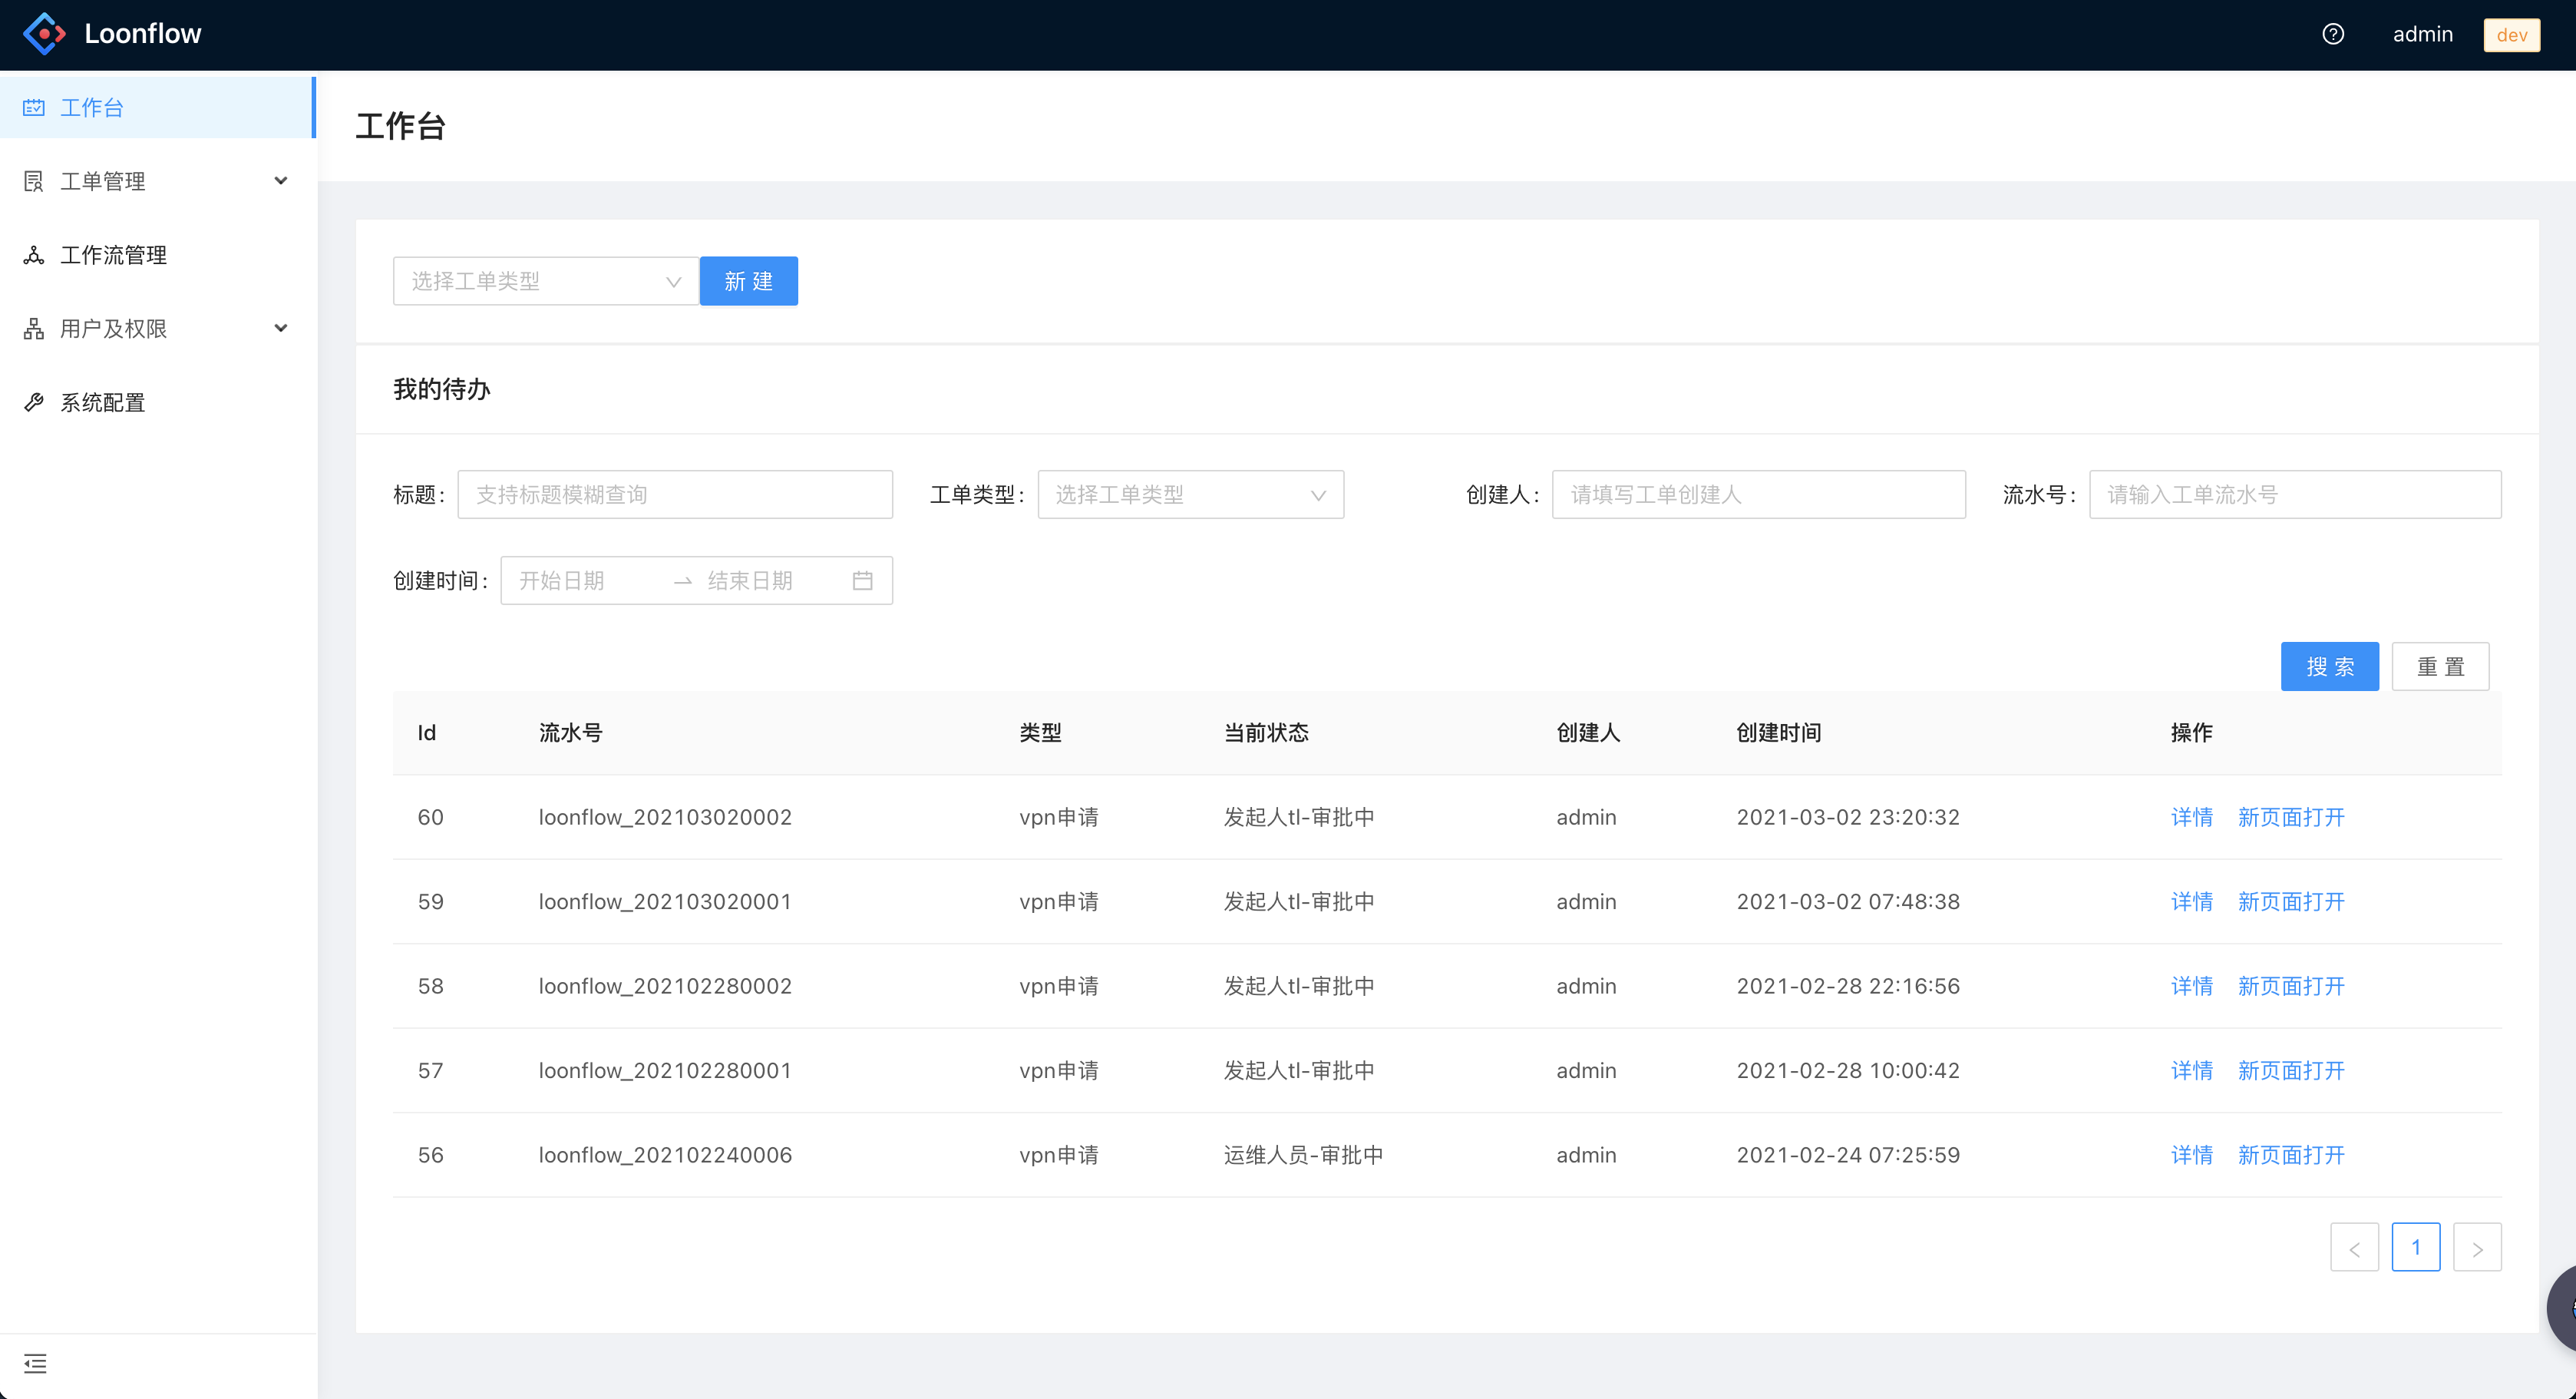 Loonflow
admin dev
工作台
工单管理
工作流管理
用户及权限
系统配置
工作台
选择工单类型 新 建
我的待办
标题: 支持标题模糊查询 工单类型: 选择工单类型 创建人: 请填写工单创建人 流水号: 请输入工单流水号
创建时间: 开始日期 → 结束日期
搜 索 重 置
Id 流水号 类型 当前状态 创建人 创建时间 操作
60 loonflow_202103020002 vpn申请 发起人tl-审批中 admin 2021-03-02 23:20:32 详情 新页面打开
59 loonflow_202103020001 vpn申请 发起人tl-审批中 admin 2021-03-02 07:48:38 详情 新页面打开
58 loonflow_202102280002 vpn申请 发起人tl-审批中 admin 2021-02-28 22:16:56 详情 新页面打开
57 loonflow_202102280001 vpn申请 发起人tl-审批中 admin 2021-02-28 10:00:42 详情 新页面打开
56 loonflow_202102240006 vpn申请 运维人员-审批中 admin 2021-02-24 07:25:59 详情 新页面打开
< 1 >